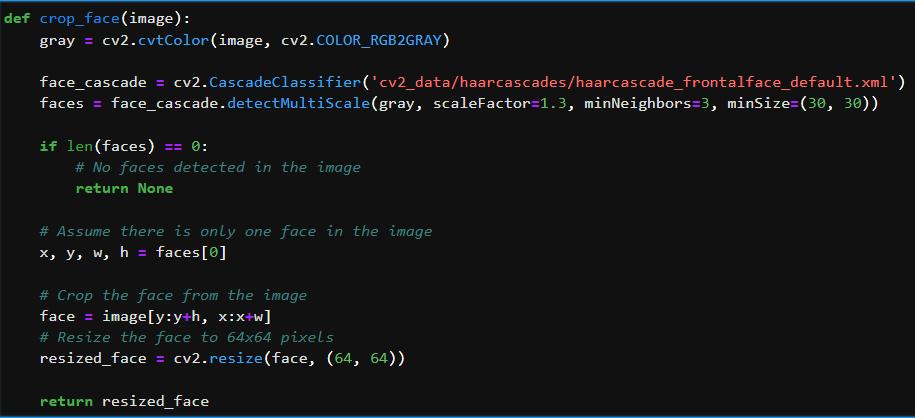 def crop_face(image):
    gray = cv2.cvtColor(image, cv2.COLOR_RGB2GRAY)

    face_cascade = cv2.CascadeClassifier('cv2_data/haarcascades/haarcascade_frontalface_default.xml')
    faces = face_cascade.detectMultiScale(gray, scaleFactor=1.3, minNeighbors=3, minSize=(30, 30))

    if len(faces) == 0:
        # No faces detected in the image
        return None

    # Assume there is only one face in the image
    x, y, w, h = faces[0]

    # Crop the face from the image
    face = image[y:y+h, x:x+w]
    # Resize the face to 64x64 pixels
    resized_face = cv2.resize(face, (64, 64))

    return resized_face